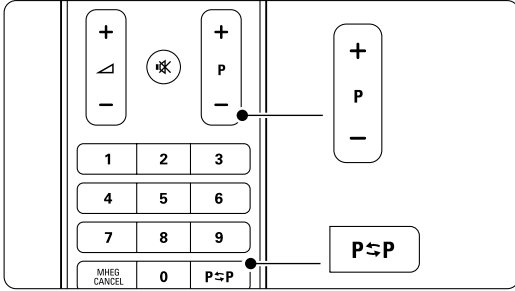 + +
P
− −
1 2 3
4 5 6
7 8 9
MHEG
CANCEL 0 P⇆P
+
P
−
P⇆P